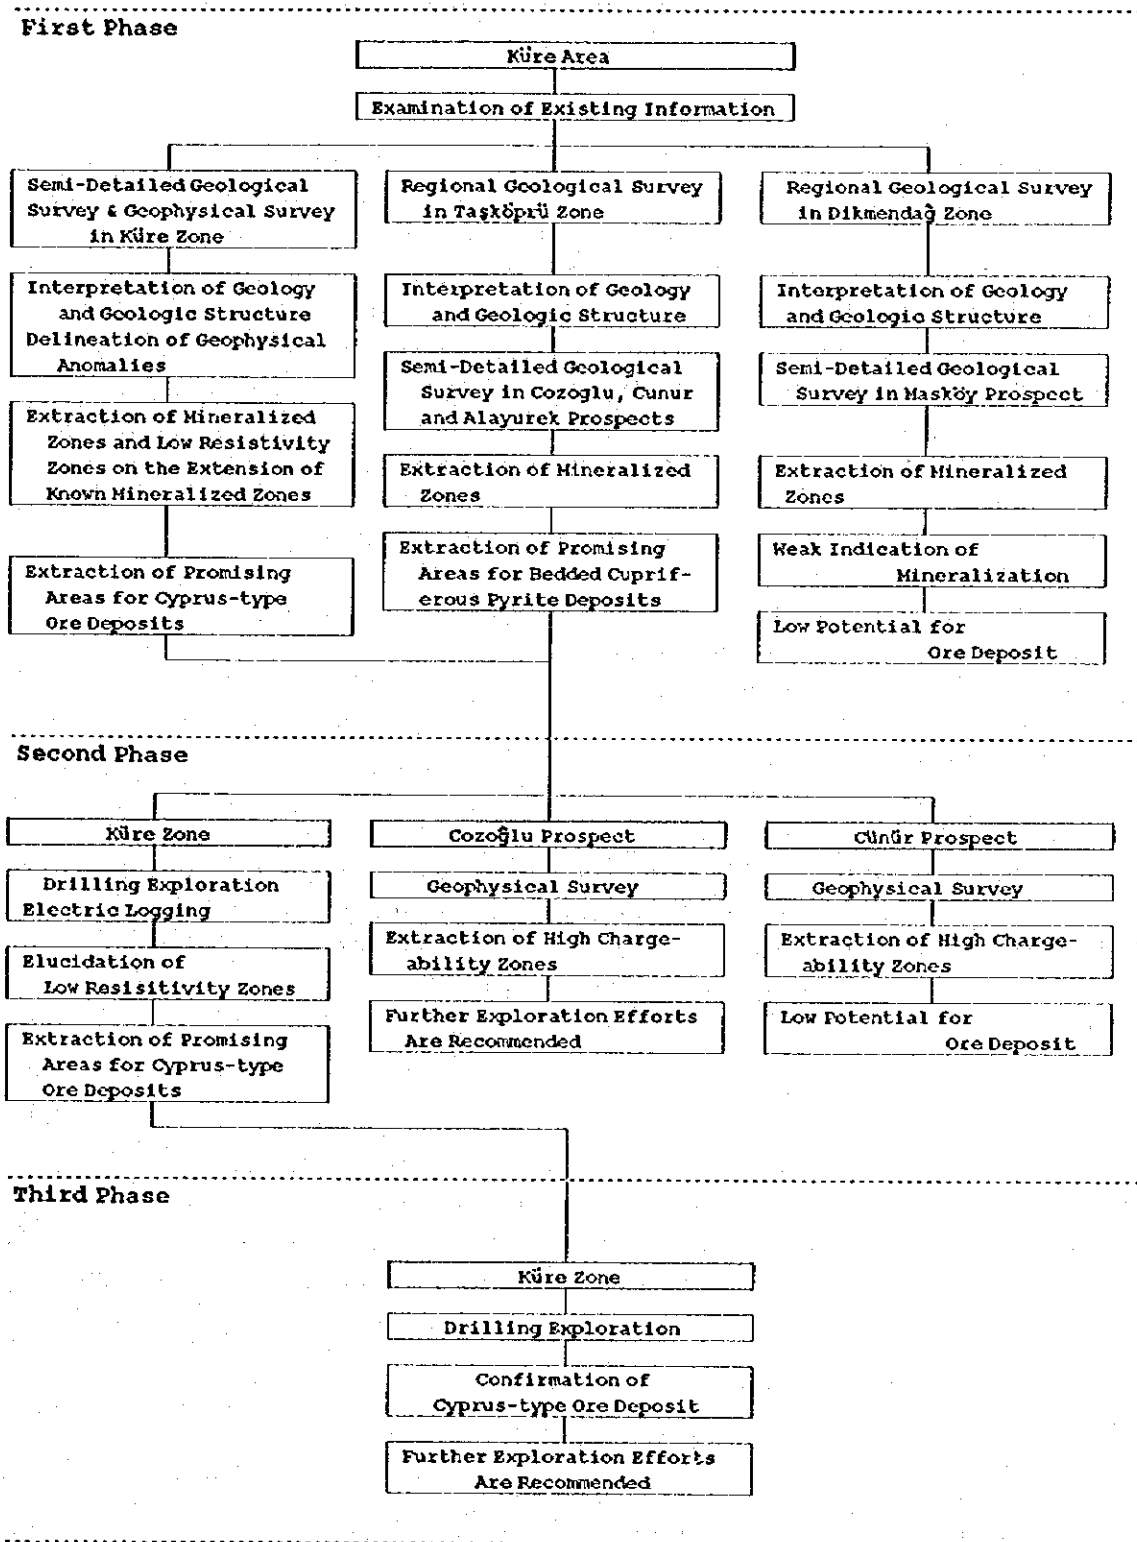 First Phase
Küre Area
Examination of Existing Information
Semi-Detailed Geological
Survey & Geophysical Survey
in Küre Zone
Interpretation of Geology
and Geologic Structure
Delineation of Geophysical
Anomalies
Extraction of Mineralized
Zones and Low Resistivity
Zones on the Extension of
Known Mineralized Zones
Extraction of Promising
Areas for Cyprus-type
Ore Deposits
Regional Geological Survey
in Taşköprü Zone
Interpretation of Geology
and Geologic Structure
Semi-Detailed Geological
Survey in Cozoglu, Cunur
and Alayurek Prospects
Extraction of Mineralized
Zones
Extraction of Promising
Areas for Bedded Cuprif-
erous Pyrite Deposits
Regional Geological Survey
in Dikmendağ Zone
Interpretation of Geology
and Geologic Structure
Semi-Detailed Geological
Survey in Masköy Prospect
Extraction of Mineralized
Zones
Weak Indication of
Mineralization
Low Potential for
Ore Deposit
Second Phase
Küre Zone
Drilling Exploration
Electric Logging
Elucidation of
Low Resisitivity Zones
Extraction of Promising
Areas for Cyprus-type
Ore Deposits
Cozoğlu Prospect
Geophysical Survey
Extraction of High Charge-
ability Zones
Further Exploration Efforts
Are Recommended
Cünür Prospect
Geophysical Survey
Extraction of High Charge-
ability Zones
Low Potential for
Ore Deposit
Third Phase
Küre Zone
Drilling Exploration
Confirmation of
Cyprus-type Ore Deposit
Further Exploration Efforts
Are Recommended